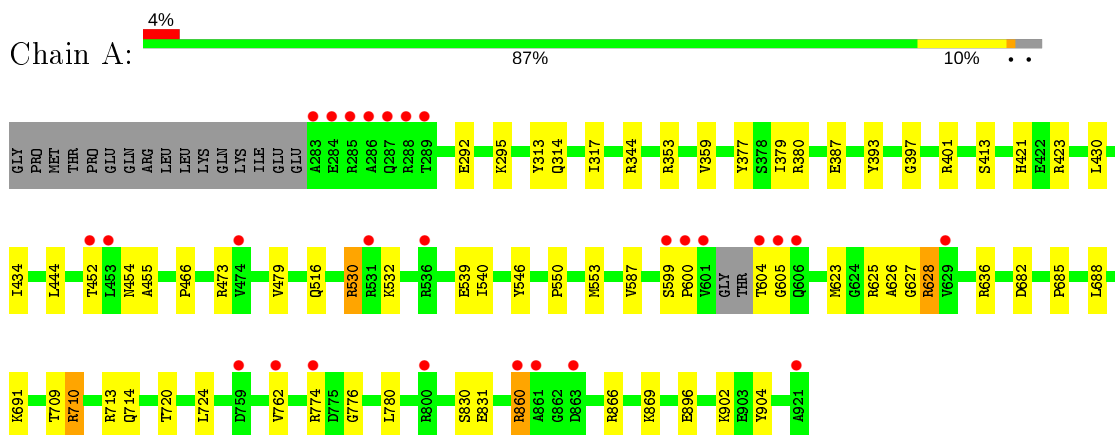 4%
Chain A:
87% 10% • •
GLY PRO MET THR PRO GLU GLN ARG LEU LEU LYS GLN LYS ILE GLU GLU A283 E284 R285 A286 Q287 R288 T289 E292 K295 Y313 Q314 I317 R344 R353 V359 Y377 S378 I379 R380 E387 Y393 G397 R401 S413 H421 E422 R423 L430
I434 L444 T452 L453 N454 A455 P466 R473 V474 V479 Q516 R530 R531 K532 R536 E539 I540 Y546 P550 M553 V587 S599 P600 V601 GLY THR T604 G605 Q606 M623 G624 R625 A626 G627 R628 V629 R636 D682 P685 L688
K691 T709 R710 R713 Q714 T720 L724 D759 V762 R774 D775 G776 L780 R800 S830 E831 R860 A861 G862 D863 R866 K869 E896 K902 E903 Y904 A921